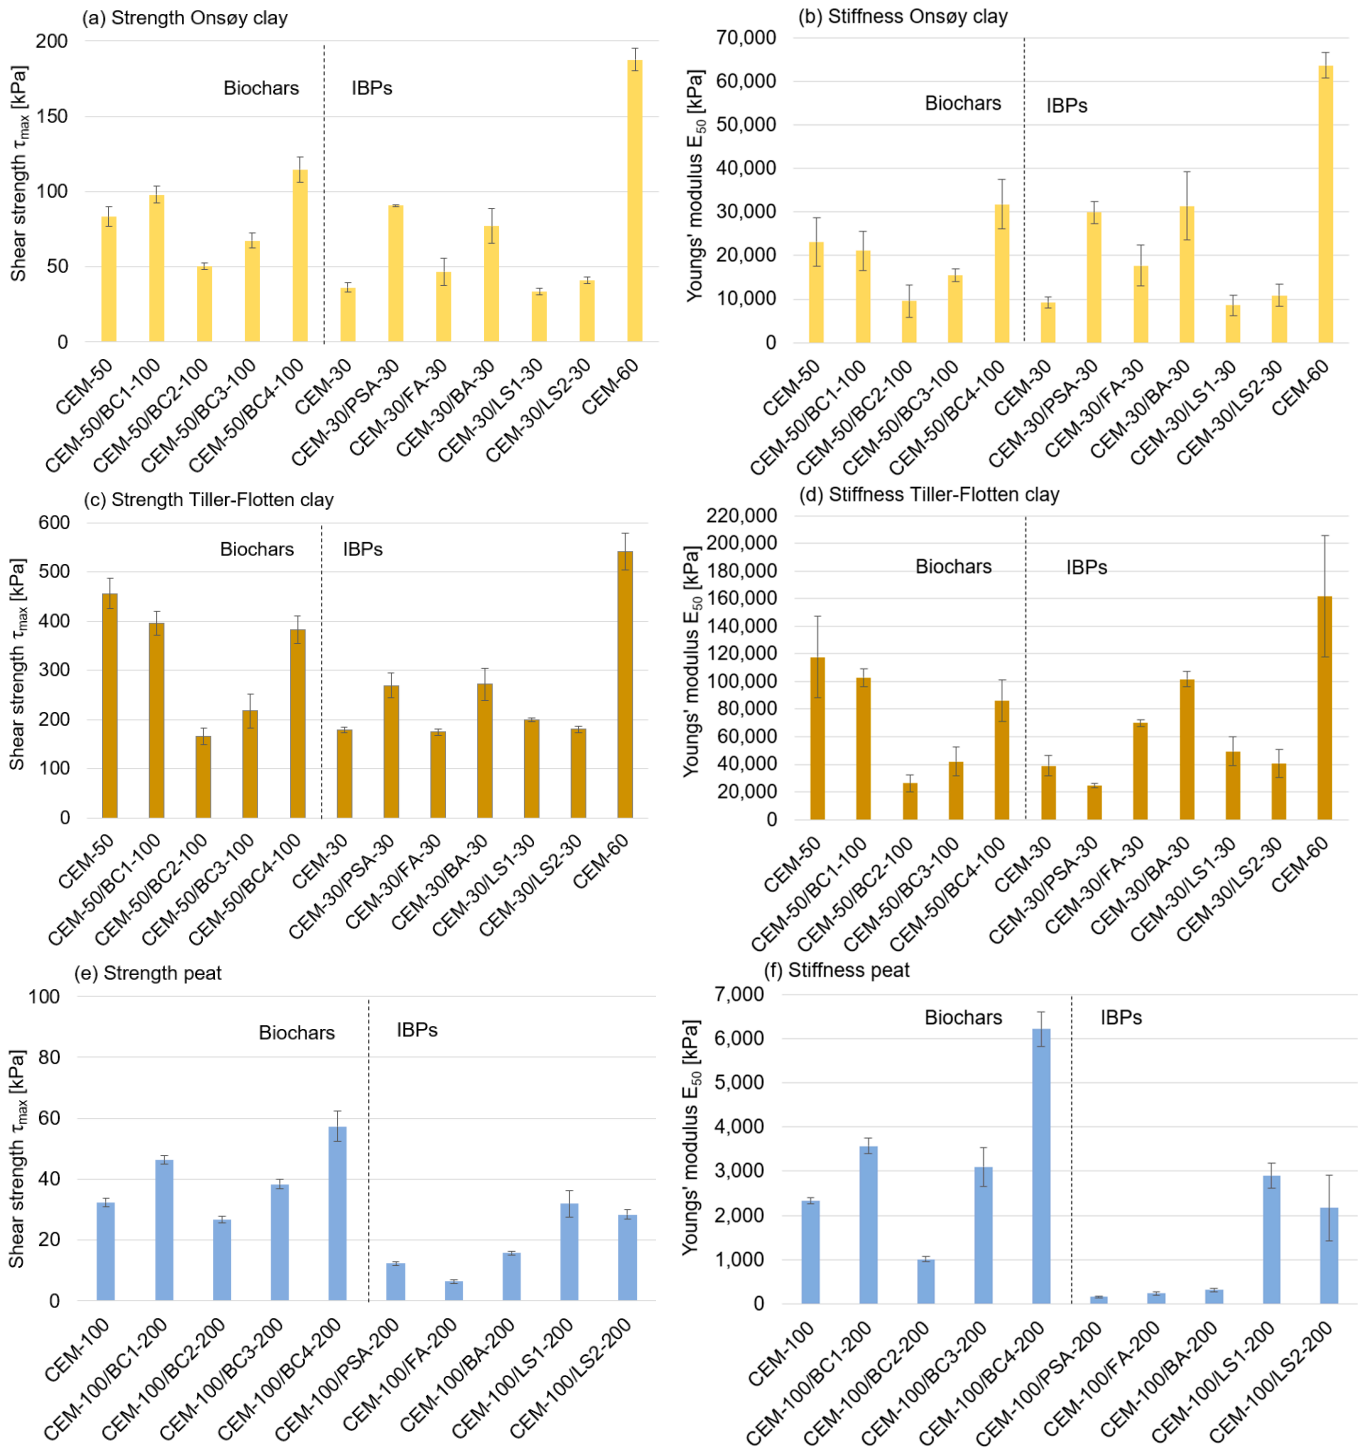 (a) Strength Onsøy clay
Shear strength τmax [kPa]
200
150
100
50
0
Biochars
IBPs
CEM-50
CEM-50/BC1-100
CEM-50/BC2-100
CEM-50/BC3-100
CEM-50/BC4-100
CEM-30
CEM-30/PSA-30
CEM-30/FA-30
CEM-30/BA-30
CEM-30/LS1-30
CEM-30/LS2-30
CEM-60
(b) Stiffness Onsøy clay
Youngs' modulus E50 [kPa]
70,000
60,000
50,000
40,000
30,000
20,000
10,000
0
Biochars
IBPs
CEM-50
CEM-50/BC1-100
CEM-50/BC2-100
CEM-50/BC3-100
CEM-50/BC4-100
CEM-30
CEM-30/PSA-30
CEM-30/FA-30
CEM-30/BA-30
CEM-30/LS1-30
CEM-30/LS2-30
CEM-60
(c) Strength Tiller-Flotten clay
Shear strength τmax [kPa]
600
500
400
300
200
100
0
Biochars
IBPs
CEM-50
CEM-50/BC1-100
CEM-50/BC2-100
CEM-50/BC3-100
CEM-50/BC4-100
CEM-30
CEM-30/PSA-30
CEM-30/FA-30
CEM-30/BA-30
CEM-30/LS1-30
CEM-30/LS2-30
CEM-60
(d) Stiffness Tiller-Flotten clay
Youngs' modulus E50 [kPa]
220,000
200,000
180,000
160,000
140,000
120,000
100,000
80,000
60,000
40,000
20,000
0
Biochars
IBPs
CEM-50
CEM-50/BC1-100
CEM-50/BC2-100
CEM-50/BC3-100
CEM-50/BC4-100
CEM-30
CEM-30/PSA-30
CEM-30/FA-30
CEM-30/BA-30
CEM-30/LS1-30
CEM-30/LS2-30
CEM-60
(e) Strength peat
Shear strength τmax [kPa]
100
80
60
40
20
0
Biochars
IBPs
CEM-100
CEM-100/BC1-200
CEM-100/BC2-200
CEM-100/BC3-200
CEM-100/BC4-200
CEM-100/PSA-200
CEM-100/FA-200
CEM-100/BA-200
CEM-100/LS1-200
CEM-100/LS2-200
(f) Stiffness peat
Youngs' modulus E50 [kPa]
7,000
6,000
5,000
4,000
3,000
2,000
1,000
0
Biochars
IBPs
CEM-100
CEM-100/BC1-200
CEM-100/BC2-200
CEM-100/BC3-200
CEM-100/BC4-200
CEM-100/PSA-200
CEM-100/FA-200
CEM-100/BA-200
CEM-100/LS1-200
CEM-100/LS2-200